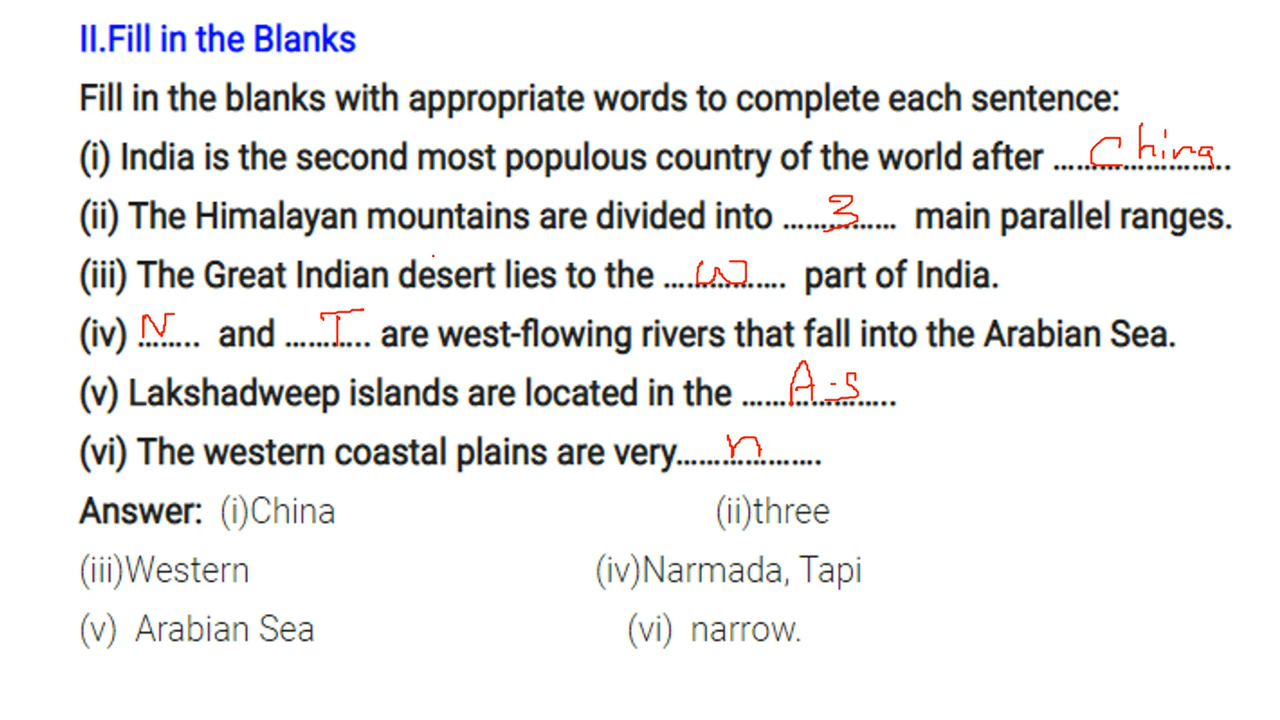 II.Fill in the Blanks
Fill in the blanks with appropriate words to complete each sentence:
(i) India is the second most populous country of the world after ......China......
(ii) The Himalayan mountains are divided into ......3...... main parallel ranges.
(iii) The Great Indian desert lies to the ......W...... part of India.
(iv) N........ and ......T.... are west-flowing rivers that fall into the Arabian Sea.
(v) Lakshadweep islands are located in the ......A.S......
(vi) The western coastal plains are very......n......
Answer: (i)China (ii)three
(iii)Western (iv)Narmada, Tapi
(v) Arabian Sea (vi) narrow.